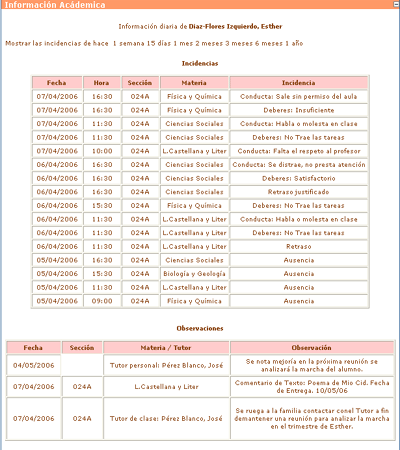 Información Académica
Información diaria de Diaz-Flores Izquierdo, Esther
Mostrar las incidencias de hace 1 semana 15 días 1 mes 2 meses 3 meses 6 meses 1 año
Incidencias
Fecha Hora Sección Materia Incidencia
07/04/2006 16:30 024A Física y Química Conducta: Sale sin permiso del aula
07/04/2006 16:30 024A Física y Química Deberes: Insuficiente
07/04/2006 11:30 024A Ciencias Sociales Conducta: Habla o molesta en clase
07/04/2006 11:30 024A Ciencias Sociales Deberes: No Trae las tareas
07/04/2006 10:00 024A L.Castellana y Liter Conducta: Falta el respeto al profesor
06/04/2006 16:30 024A Ciencias Sociales Conducta: Se distrae, no presta atención
06/04/2006 16:30 024A Ciencias Sociales Deberes: Satisfactorio
06/04/2006 16:30 024A Ciencias Sociales Retraso justificado
06/04/2006 15:30 024A Física y Química Deberes: No Trae las tareas
06/04/2006 11:30 024A L.Castellana y Liter Conducta: Habla o molesta en clase
06/04/2006 11:30 024A L.Castellana y Liter Deberes: No Trae las tareas
06/04/2006 11:30 024A L.Castellana y Liter Retraso
05/04/2006 16:30 024A Ciencias Sociales Ausencia
05/04/2006 15:30 024A Biología y Geología Ausencia
05/04/2006 11:30 024A L.Castellana y Liter Ausencia
05/04/2006 09:00 024A Física y Química Ausencia
Observaciones
Fecha Sección Materia / Tutor Observación
04/05/2006 Tutor personal: Pérez Blanco, José Se nota mejoría en la próxima reunión se
analizará la marcha del alumno.
07/04/2006 024A L.Castellana y Liter Comentario de Texto: Poema de Mio Cid. Fecha
de Entrega. 10/05/06
07/04/2006 024A Tutor de clase: Pérez Blanco, José Se ruega a la familia contactar conel Tutor a fin
demantener una reunión para analizar la marcha
en el trimestre de Esther.